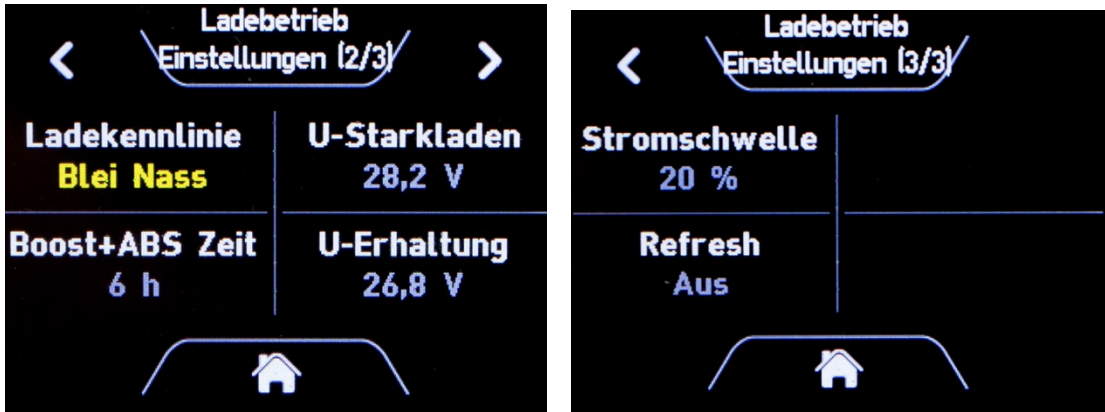 Ladebetrieb
Einstellungen (2/3)
Ladekennlinie
Blei Nass
U-Starkladen
28,2 V
Boost+ABS Zeit
6 h
U-Erhaltung
26,8 V
Ladebetrieb
Einstellungen (3/3)
Stromschwelle
20 %
Refresh
Aus